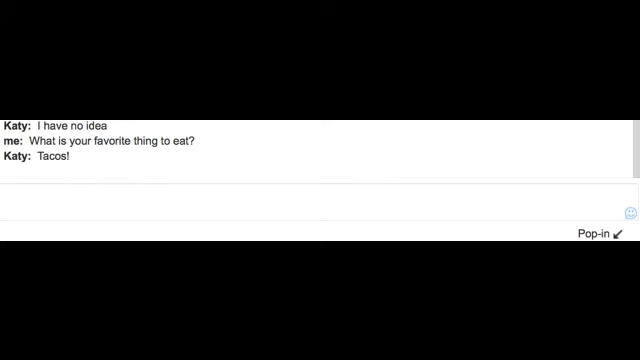 Katy: I have no idea
me: What is your favorite thing to eat?
Katy: Tacos!
Pop-in